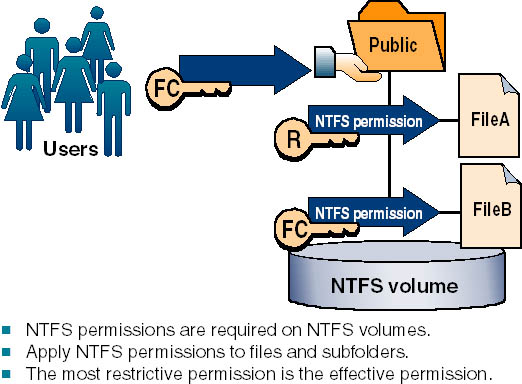 Public
FC
Users
NTFS permission
R
FileA
NTFS permission
FC
FileB
NTFS volume
NTFS permissions are required on NTFS volumes.
Apply NTFS permissions to files and subfolders.
The most restrictive permission is the effective permission.